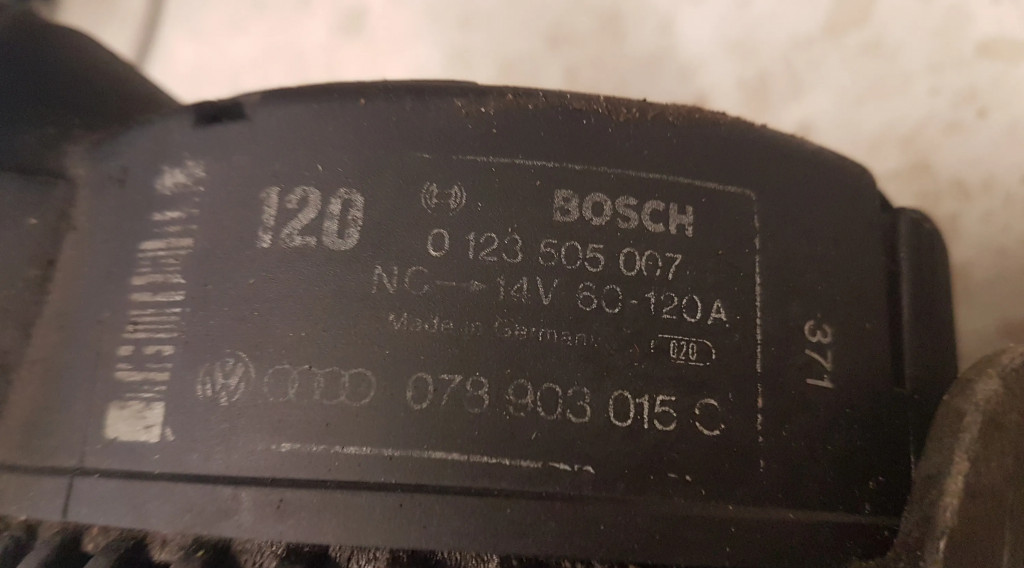 120
BOSCH
0 123 505 007
NC→14V 60-120A
Made in Germany
020
078 903 015 C
371